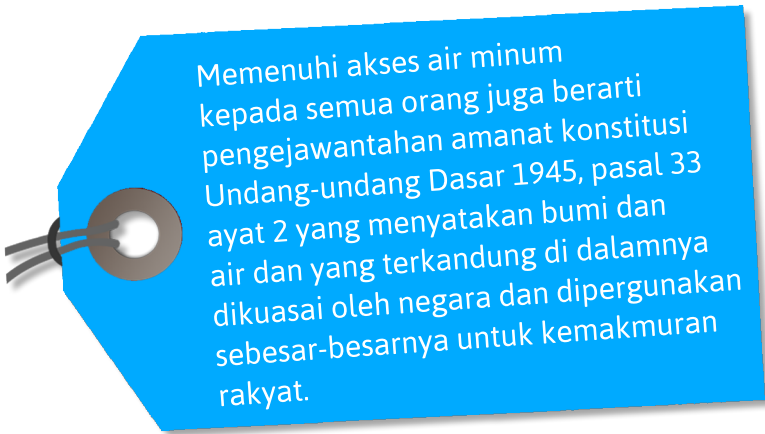 Memenuhi akses air minum
kepada semua orang juga berarti
pengejawantahan amanat konstitusi
Undang-undang Dasar 1945, pasal 33
ayat 2 yang menyatakan bumi dan
air dan yang terkandung di dalamnya
dikuasai oleh negara dan dipergunakan
sebesar-besarnya untuk kemakmuran
rakyat.